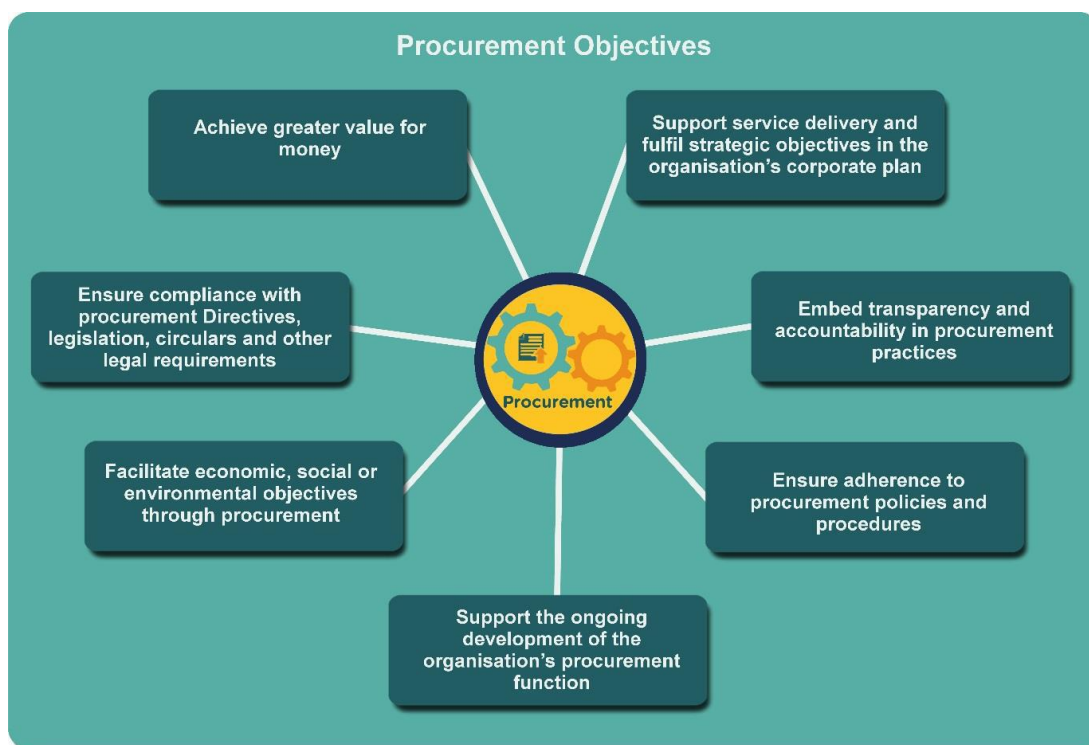 Procurement Objectives
Achieve greater value for
money
Support service delivery and
fulfil strategic objectives in the
organisation's corporate plan
Ensure compliance with
procurement Directives,
legislation, circulars and other
legal requirements
Embed transparency and
accountability in procurement
practices
Procurement
Facilitate economic, social or
environmental objectives
through procurement
Ensure adherence to
procurement policies and
procedures
Support the ongoing
development of the
organisation's procurement
function